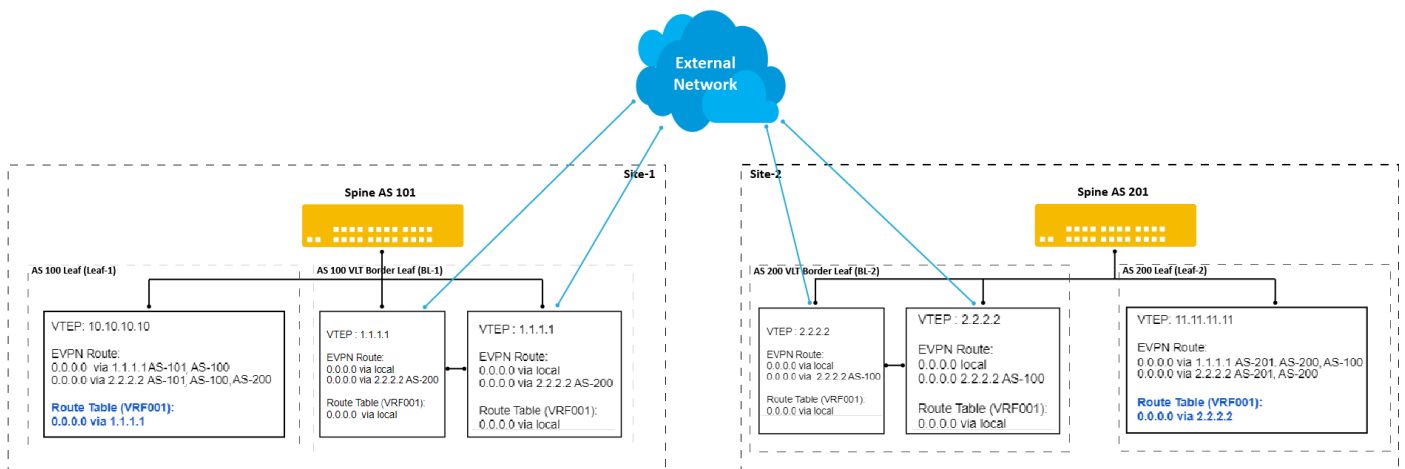 External
Network
Site-1
Site-2
Spine AS 101
Spine AS 201
AS 100 Leaf (Leaf-1)
AS 100 VLT Border Leaf (BL-1)
AS 200 VLT Border Leaf (BL-2)
AS 200 Leaf (Leaf-2)
VTEP: 10.10.10.10
EVPN Route:
0.0.0.0 via 1.1.1.1 AS-101, AS-100
0.0.0.0 via 2.2.2.2 AS-101, AS-100, AS-200
Route Table (VRF001):
0.0.0.0 via 1.1.1.1
VTEP : 1.1.1.1
EVPN Route:
0.0.0.0 via local
0.0.0.0 via 2.2.2.2 AS-200
Route Table (VRF001):
0.0.0.0 via local
VTEP : 1.1.1.1
EVPN Route:
0.0.0.0 via local
0.0.0.0 via 2.2.2.2 AS-200
Route Table (VRF001):
0.0.0.0 via local
VTEP : 2.2.2.2
EVPN Route:
0.0.0.0 via local
0.0.0.0 via 2.2.2.2 AS-100
Route Table (VRF001):
0.0.0.0 via local
VTEP : 2.2.2.2
EVPN Route:
0.0.0.0 local
0.0.0.0 2.2.2.2 AS-100
Route Table (VRF001):
0.0.0.0 via local
VTEP: 11.11.11.11
EVPN Route:
0.0.0.0 via 1.1.1.1 AS-201, AS-200, AS-100
0.0.0.0 via 2.2.2.2 AS-201, AS-200
Route Table (VRF001):
0.0.0.0 via 2.2.2.2